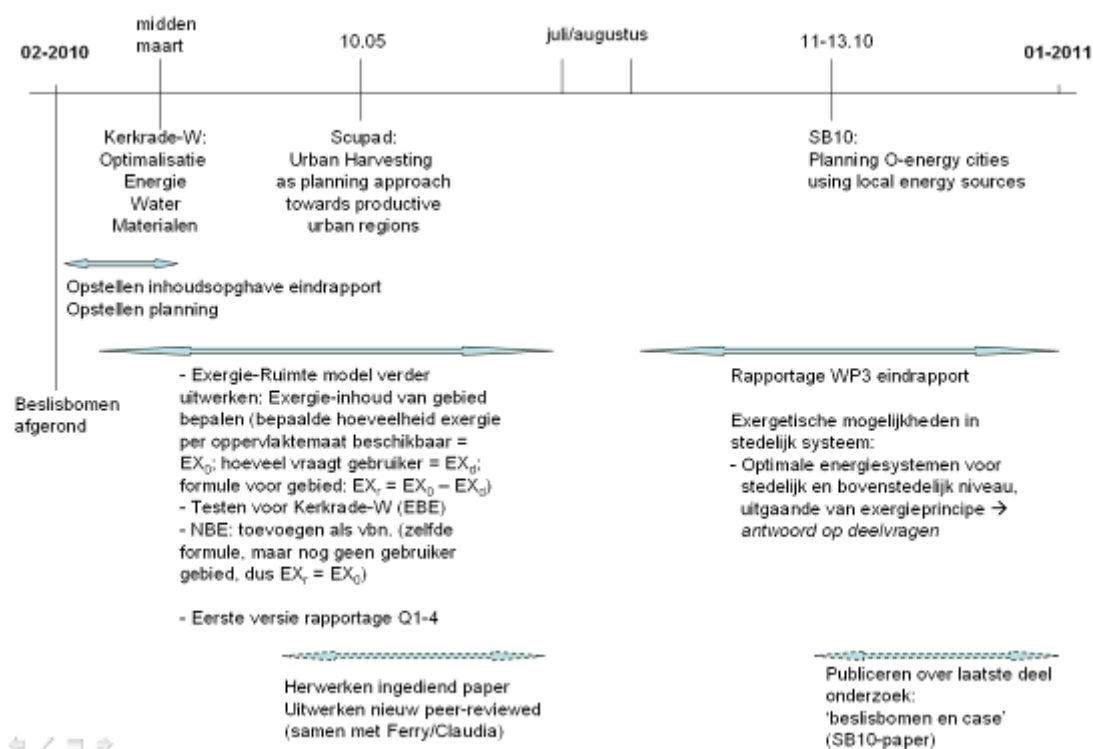 02-2010
midden
maart
10.05
juli/augustus
11-13.10
01-2011
Kerkrade-W:
Optimalisatie
Energie
Water
Materialen
Scupad:
Urban Harvesting
as planning approach
towards productive
urban regions
SB10:
Planning O-energy cities
using local energy sources
Opstellen inhoudsopghave eindrapport
Opstellen planning
Beslisbomen
afgerond
- Exergie-Ruimte model verder
uitwerken: Exergie-inhoud van gebied
bepalen (bepaalde hoeveelheid exergie
per oppervlaktemaat beschikbaar =
EX₀; hoeveel vraagt gebruiker = EX_d;
formule voor gebied: EX_r = EX₀ – EX_d)
- Testen voor Kerkrade-W (EBE)
- NBE: toevoegen als vbn. (zelfde
formule, maar nog geen gebruiker
gebied, dus EX_r = EX₀)
- Eerste versie rapportage Q1-4
Rapportage WP3 eindrapport
Exergetische mogelijkheden in
stedelijk systeem:
- Optimale energiesystemen voor
stedelijk en bovenstedelijk niveau,
uitgaande van exergieprincipe →
antwoord op deelvragen
Herwerken ingediend paper
Uitwerken nieuw peer-reviewed
(samen met Ferry/Claudia)
Publiceren over laatste deel
onderzoek:
‘beslisbomen en case’
(SB10-paper)